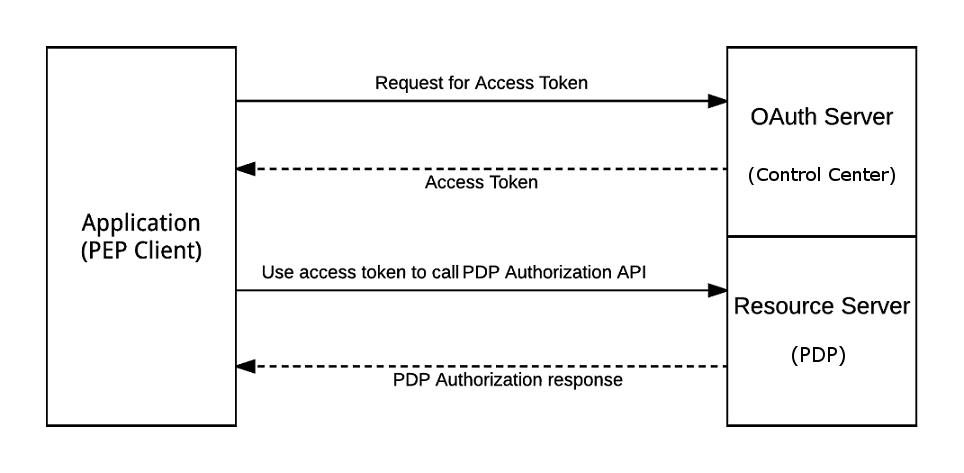 Request for Access Token
OAuth Server
(Control Center)
Access Token
Application
(PEP Client)
Use access token to call PDP Authorization API
Resource Server
(PDP)
PDP Authorization response